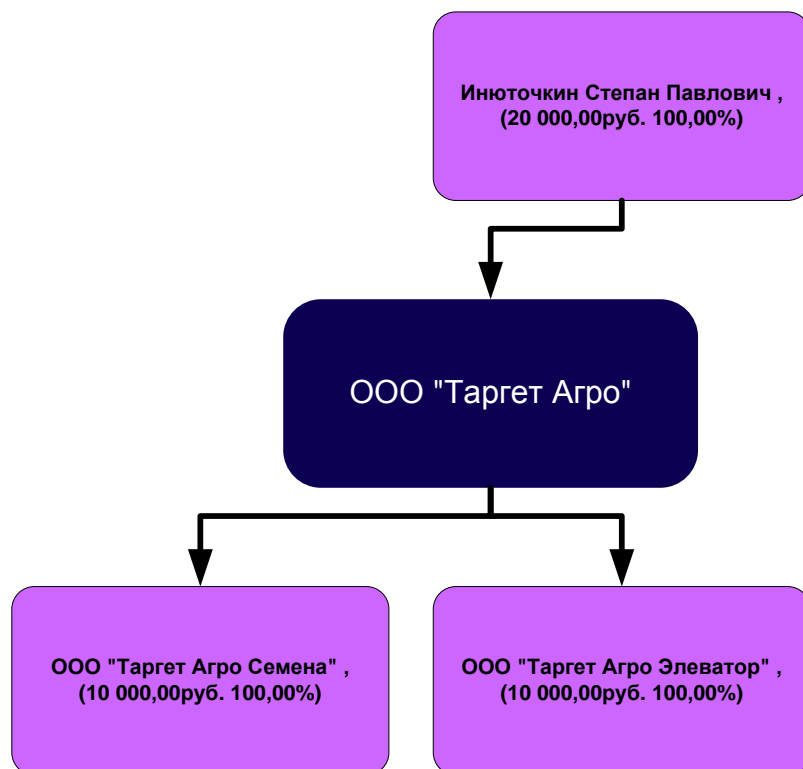 Инюточкин Степан Павлович ,
(20 000,00руб. 100,00%)
ООО "Таргет Агро"
ООО "Таргет Агро Семена" ,
(10 000,00руб. 100,00%)
ООО "Таргет Агро Элеватор" ,
(10 000,00руб. 100,00%)